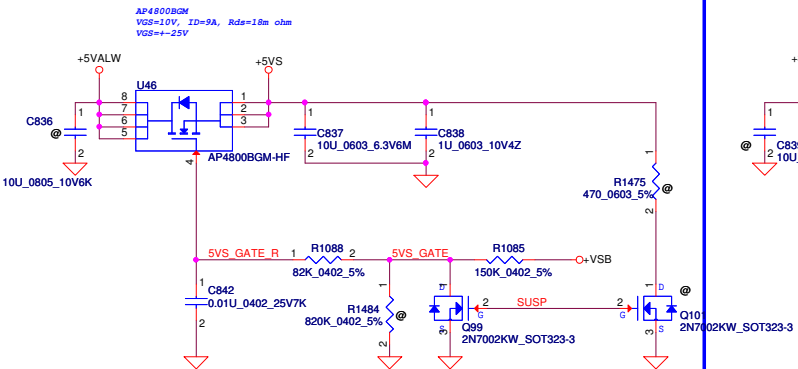 AP4800BGM
VGS=10V, ID=9A, Rds=18m ohm
VGS=+-25V
+5VALW
+5VS
U46
8
7
6
5
1
2
3
4
AP4800BGM-HF
C836
@
1
2
10U_0805_10V6K
1
C837
10U_0603_6.3V6M
2
1
C838
1U_0603_10V4Z
2
1
R1475
470_0603_5%
@
2
+
1
C839
@
2
10U_
5VS_GATE_R
1
R1088
2
82K_0402_5%
5VS_GATE
R1085
150K_0402_5%
+VSB
1
C842
0.01U_0402_25V7K
2
1
R1484
820K_0402_5%
@
2
1
D
2
G
S
3
Q99
2N7002KW_SOT323-3
SUSP
2
G
1
D
@
S
3
Q101
2N7002KW_SOT323-3